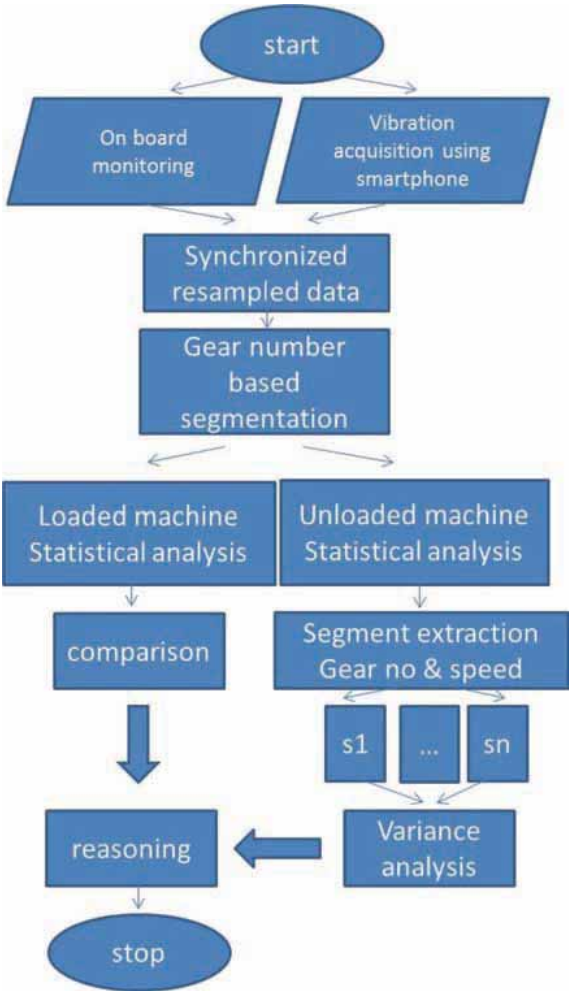 start
On board
monitoring
Vibration
acquisition using
smartphone
Synchronized
resampled data
Gear number
based
segmentation
Loaded machine
Statistical analysis
Unloaded machine
Statistical analysis
comparison
Segment extraction
Gear no & speed
s1
...
sn
reasoning
Variance
analysis
stop